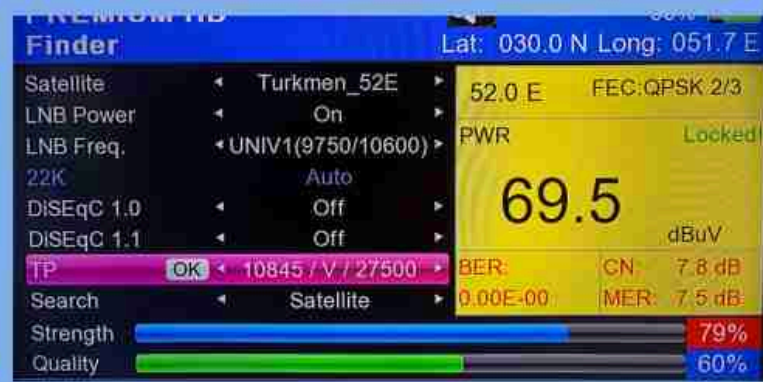 PREMIUM HD
Finder
Lat: 030.0 N Long: 051.7 E
Satellite Turkmen_52E
LNB Power On
LNB Freq. UNIV1(9750/10600)
22K Auto
DiSEqC 1.0 Off
DiSEqC 1.1 Off
TP OK 10845 / V / 27500
Search Satellite
52.0 E FEC:QPSK 2/3
PWR Locked!
69.5
dBuV
BER: CN: 7.8 dB
0.00E-00 MER: 7.5 dB
Strength 79%
Quality 60%